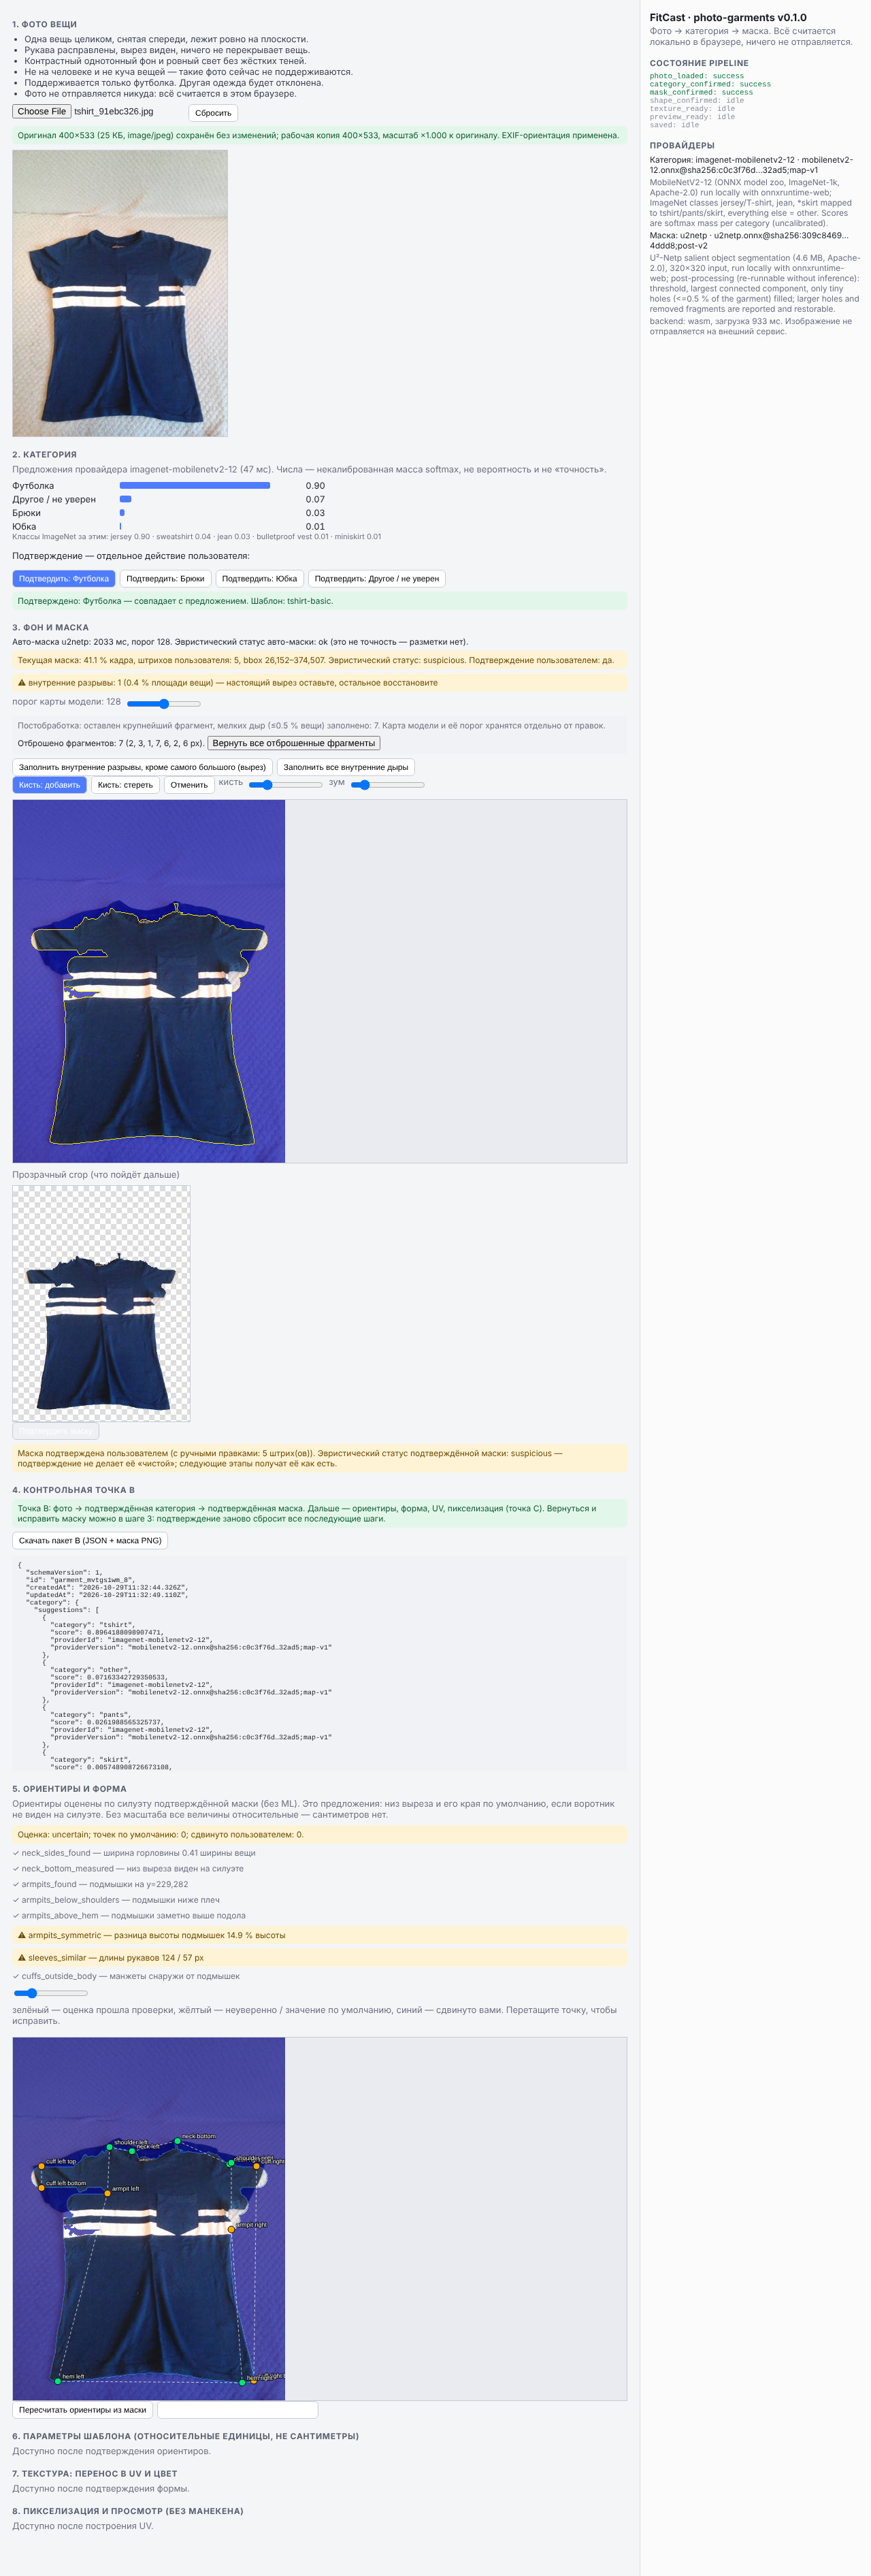 1. ФОТО ВЕЩИ
• Одна вещь целиком, снятая спереди, лежит ровно на плоскости.
• Рукава расправлены, вырез виден, ничего не перекрывает вещь.
• Контрастный однотонный фон и ровный свет без жёстких теней.
• Не на человеке и не куча вещей — такие фото сейчас не поддерживаются.
• Поддерживается только футболка. Другая одежда будет отклонена.
• Фото не отправляется никуда: всё считается в этом браузере.
Choose File tshirt_91ebc326.jpg Сбросить
Оригинал 400×533 (25 КБ, image/jpeg) сохранён без изменений; рабочая копия 400×533, масштаб ×1.000 к оригиналу. EXIF-ориентация применена.
2. КАТЕГОРИЯ
Предложения провайдера imagenet-mobilenetv2-12 (47 мс). Числа — некалиброванная масса softmax, не вероятность и не «точность».
Футболка 0.90
Другое / не уверен 0.07
Брюки 0.03
Юбка 0.01
Классы ImageNet за этим: jersey 0.90 · sweatshirt 0.04 · jean 0.03 · bulletproof vest 0.01 · miniskirt 0.01
Подтверждение — отдельное действие пользователя:
Подтвердить: Футболка Подтвердить: Брюки Подтвердить: Юбка Подтвердить: Другое / не уверен
Подтверждено: Футболка — совпадает с предложением. Шаблон: tshirt-basic.
3. ФОН И МАСКА
Авто-маска u2netp: 2033 мс, порог 128. Эвристический статус авто-маски: ok (это не точность — разметки нет).
Текущая маска: 41.1 % кадра, штрихов пользователя: 5, bbox 26,152–374,507. Эвристический статус: suspicious. Подтверждение пользователем: да.
⚠ внутренние разрывы: 1 (0.4 % площади вещи) — настоящий вырез оставьте, остальное восстановите
порог карты модели: 128
Постобработка: оставлен крупнейший фрагмент, мелких дыр (≤0.5 % вещи) заполнено: 7. Карта модели и её порог хранятся отдельно от правок.
Отброшено фрагментов: 7 (2, 3, 1, 7, 6, 2, 6 px). Вернуть все отброшенные фрагменты
Заполнить внутренние разрывы, кроме самого большого (вырез) Заполнить все внутренние дыры
Кисть: добавить Кисть: стереть Отменить кисть зум
Прозрачный crop (что пойдёт дальше)
Маска подтверждена пользователем (с ручными правками: 5 штрих(ов)). Эвристический статус подтверждённой маски: suspicious —
подтверждение не делает её «чистой»; следующие этапы получат её как есть.
4. КОНТРОЛЬНАЯ ТОЧКА B
Точка B: фото → подтверждённая категория → подтверждённая маска. Дальше — ориентиры, форма, UV, пикселизация (точка C). Вернуться и
исправить маску можно в шаге 3: подтверждение заново сбросит все последующие шаги.
Скачать пакет B (JSON + маска PNG)
{
"schemaVersion": 1,
"id": "garment_mvtgs1wm_8",
"createdAt": "2026-10-29T11:32:44.326Z",
"updatedAt": "2026-10-29T11:32:49.110Z",
"category": {
"suggestions": [
{
"category": "tshirt",
"score": 0.8964188098907471,
"providerId": "imagenet-mobilenetv2-12",
"providerVersion": "mobilenetv2-12.onnx@sha256:c0c3f76d…32ad5;map-v1"
},
{
"category": "other",
"score": 0.07163342729350533,
"providerId": "imagenet-mobilenetv2-12",
"providerVersion": "mobilenetv2-12.onnx@sha256:c0c3f76d…32ad5;map-v1"
},
{
"category": "pants",
"score": 0.0261988565325737,
"providerId": "imagenet-mobilenetv2-12",
"providerVersion": "mobilenetv2-12.onnx@sha256:c0c3f76d…32ad5;map-v1"
},
{
"category": "skirt",
"score": 0.005748908726673108,
5. ОРИЕНТИРЫ И ФОРМА
Ориентиры оценены по силуэту подтверждённой маски (без ML). Это предложения: низ выреза и его края по умолчанию, если воротник
не виден на силуэте. Без масштаба все величины относительные — сантиметров нет.
Оценка: uncertain; точек по умолчанию: 0; сдвинуто пользователем: 0.
✓ neck_sides_found — ширина горловины 0.41 ширины вещи
✓ neck_bottom_measured — низ выреза виден на силуэте
✓ armpits_found — подмышки на y=229,282
✓ armpits_below_shoulders — подмышки ниже плеч
✓ armpits_above_hem — подмышки заметно выше подола
⚠ armpits_symmetric — разница высоты подмышек 14.9 % высоты
⚠ sleeves_similar — длины рукавов 124 / 57 px
✓ cuffs_outside_body — манжеты снаружи от подмышек
зелёный — оценка прошла проверки, жёлтый — неуверенно / значение по умолчанию, синий — сдвинуто вами. Перетащите точку, чтобы
исправить.
shoulder left
neck left
neck bottom
cuff left top
cuff left bottom
armpit left
armpit right
hem left
Пересчитать ориентиры из маски
6. ПАРАМЕТРЫ ШАБЛОНА (ОТНОСИТЕЛЬНЫЕ ЕДИНИЦЫ, НЕ САНТИМЕТРЫ)
Доступно после подтверждения ориентиров.
7. ТЕКСТУРА: ПЕРЕНОС В UV И ЦВЕТ
Доступно после подтверждения формы.
8. ПИКСЕЛИЗАЦИЯ И ПРОСМОТР (БЕЗ МАНЕКЕНА)
Доступно после построения UV.
FitCast · photo-garments v0.1.0
Фото → категория → маска. Всё считается
локально в браузере, ничего не отправляется.
СОСТОЯНИЕ PIPELINE
photo_loaded: success
category_confirmed: success
mask_confirmed: success
shape_confirmed: idle
texture_ready: idle
preview_ready: idle
saved: idle
ПРОВАЙДЕРЫ
Категория: imagenet-mobilenetv2-12 · mobilenetv2-
12.onnx@sha256:c0c3f76d…32ad5;map-v1
MobileNetV2-12 (ONNX model zoo, ImageNet-1k,
Apache-2.0) run locally with onnxruntime-web;
ImageNet classes jersey/T-shirt, jean, *skirt mapped
to tshirt/pants/skirt, everything else = other. Scores
are softmax mass per category (uncalibrated).
Маска: u2netp · u2netp.onnx@sha256:309c8469…
4ddd8;post-v2
U²-Netp salient object segmentation (4.6 MB, Apache-
2.0), 320×320 input, run locally with onnxruntime-
web; post-processing (re-runnable without inference):
threshold, largest connected component, only tiny
holes (<=0.5 % of the garment) filled; larger holes and
removed fragments are reported and restorable.
backend: wasm, загрузка 933 мс. Изображение не
отправляется на внешний сервис.